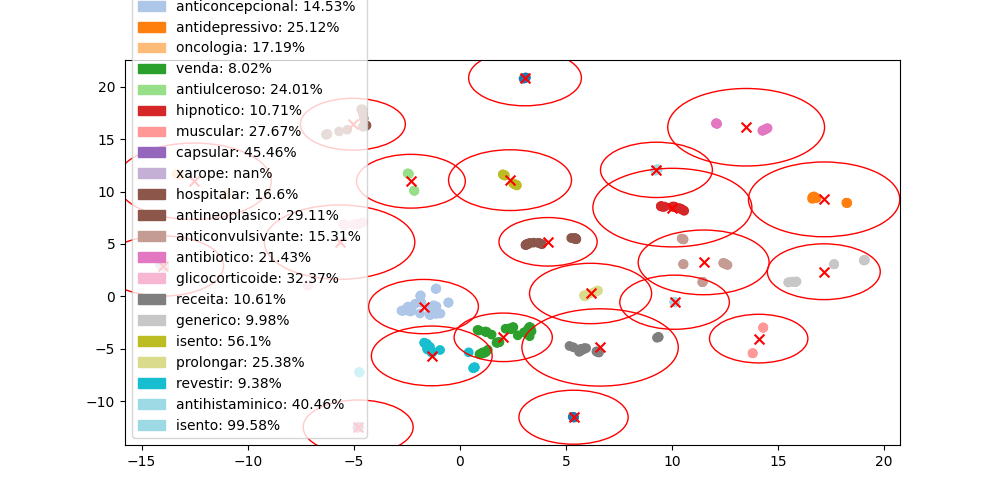 anticoncepcional: 14.53%
antidepressivo: 25.12%
oncologia: 17.19%
venda: 8.02%
antiulceroso: 24.01%
hipnotico: 10.71%
muscular: 27.67%
capsular: 45.46%
xarope: nan%
hospitalar: 16.6%
antineoplasico: 29.11%
anticonvulsivante: 15.31%
antibiotico: 21.43%
glicorticoide: 32.37%
receita: 10.61%
generico: 9.98%
isento: 56.1%
prolongar: 25.38%
revestir: 9.38%
antihistaminico: 40.46%
isento: 99.58%
20
15
10
5
0
−5
−10
−15
−10
−5
0
5
10
15
20